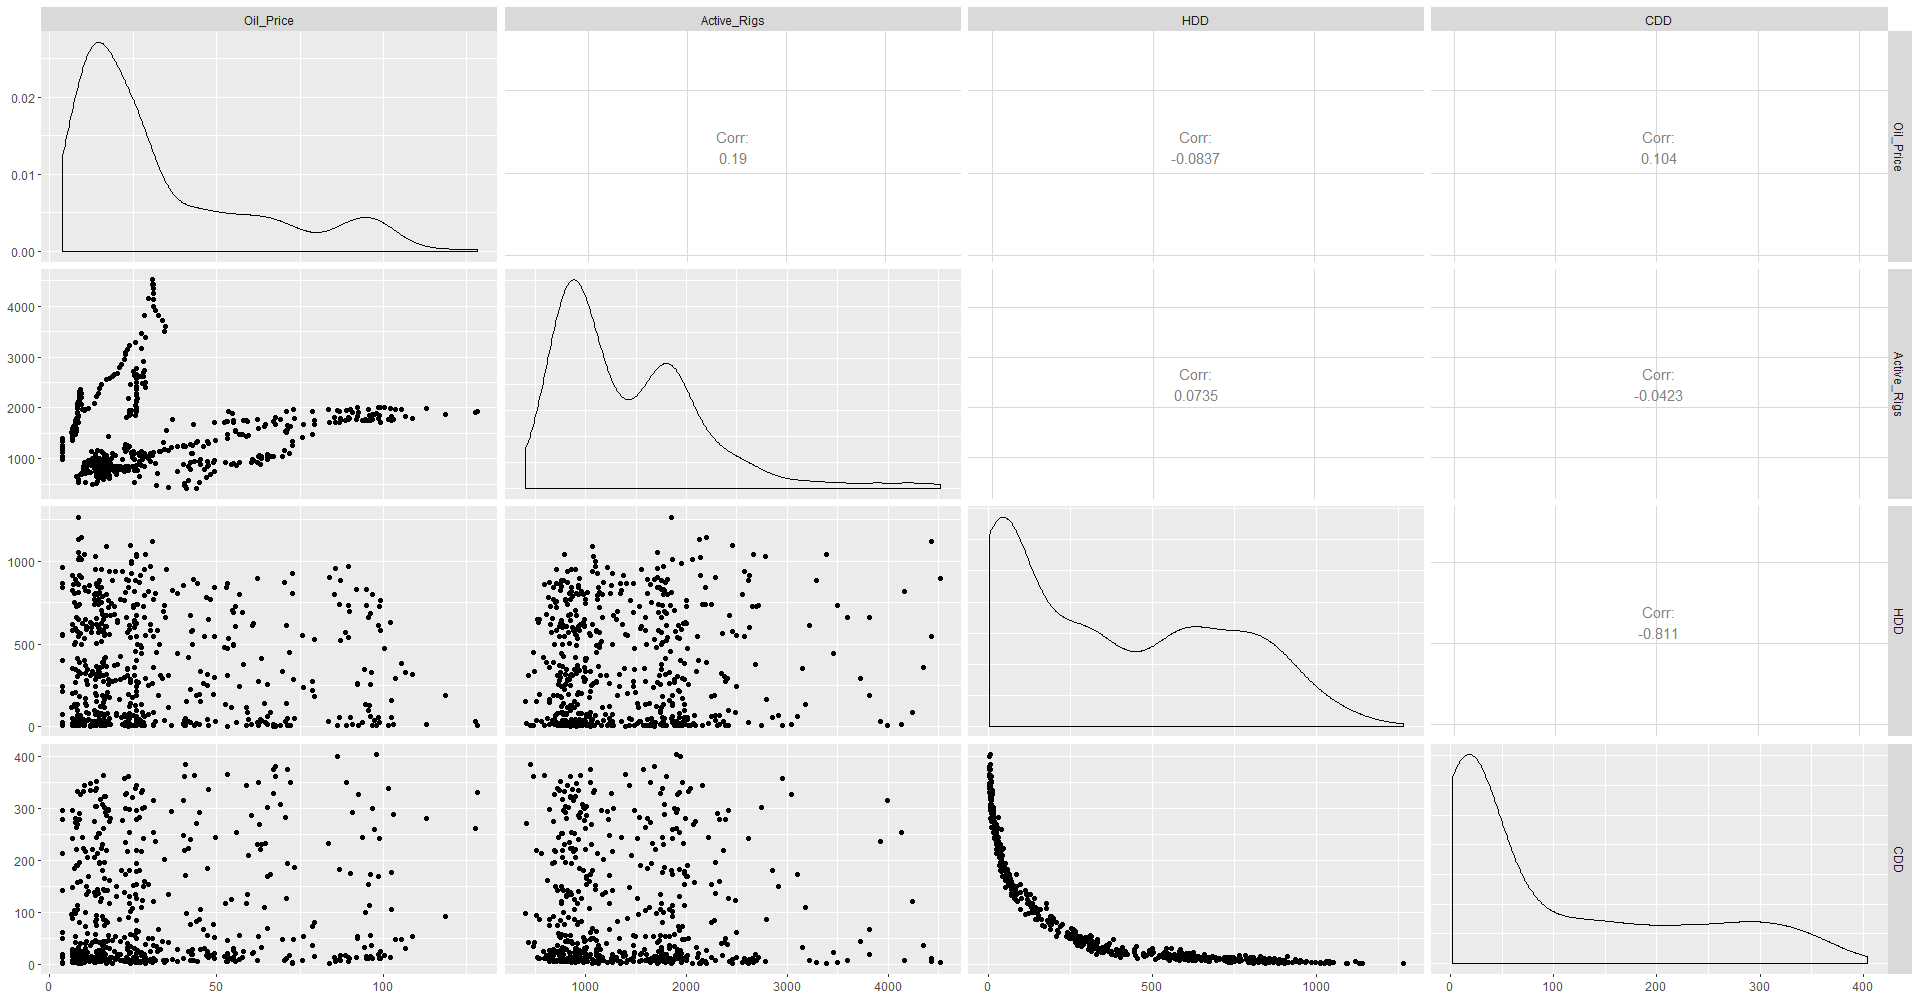 Oil_Price
Active_Rigs
HDD
CDD
0.02
0.01
0.00
Corr:
0.19
Corr:
-0.0837
Corr:
0.104
Oil_Price
4000
3000
2000
1000
Corr:
0.0735
Corr:
-0.0423
Active_Rigs
1000
500
0
Corr:
-0.811
HDD
400
300
200
100
0
CDD
0
50
100
1000
2000
3000
4000
0
500
1000
0
100
200
300
400